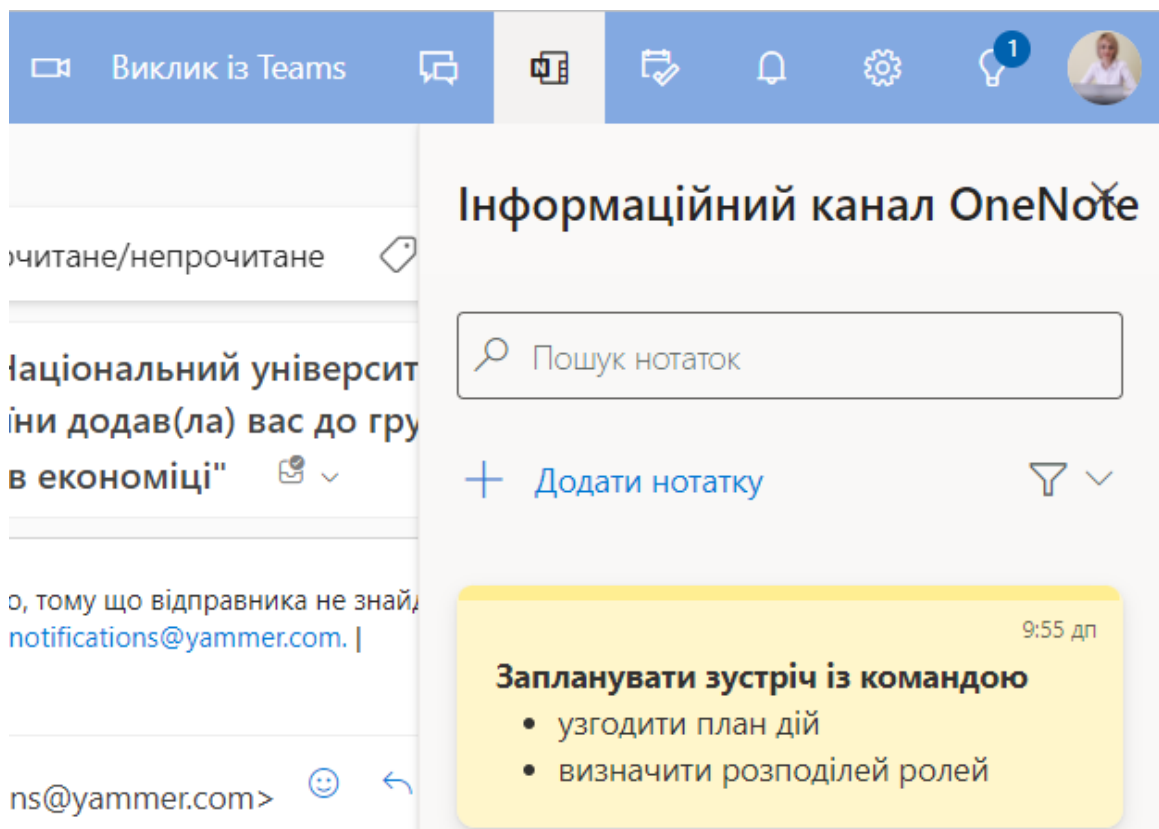 Виклик із Teams
1
Інформаційний канал OneNote
очитане/непрочитане
Пошук нотаток
Національний університ
їни додав(ла) вас до гру
в економіці"
Додати нотатку
о, тому що відправника не знайд
notifications@yammer.com. |
ns@yammer.com>
9:55 дп
Запланувати зустріч із командою
• узгодити план дій
• визначити розподілей ролей